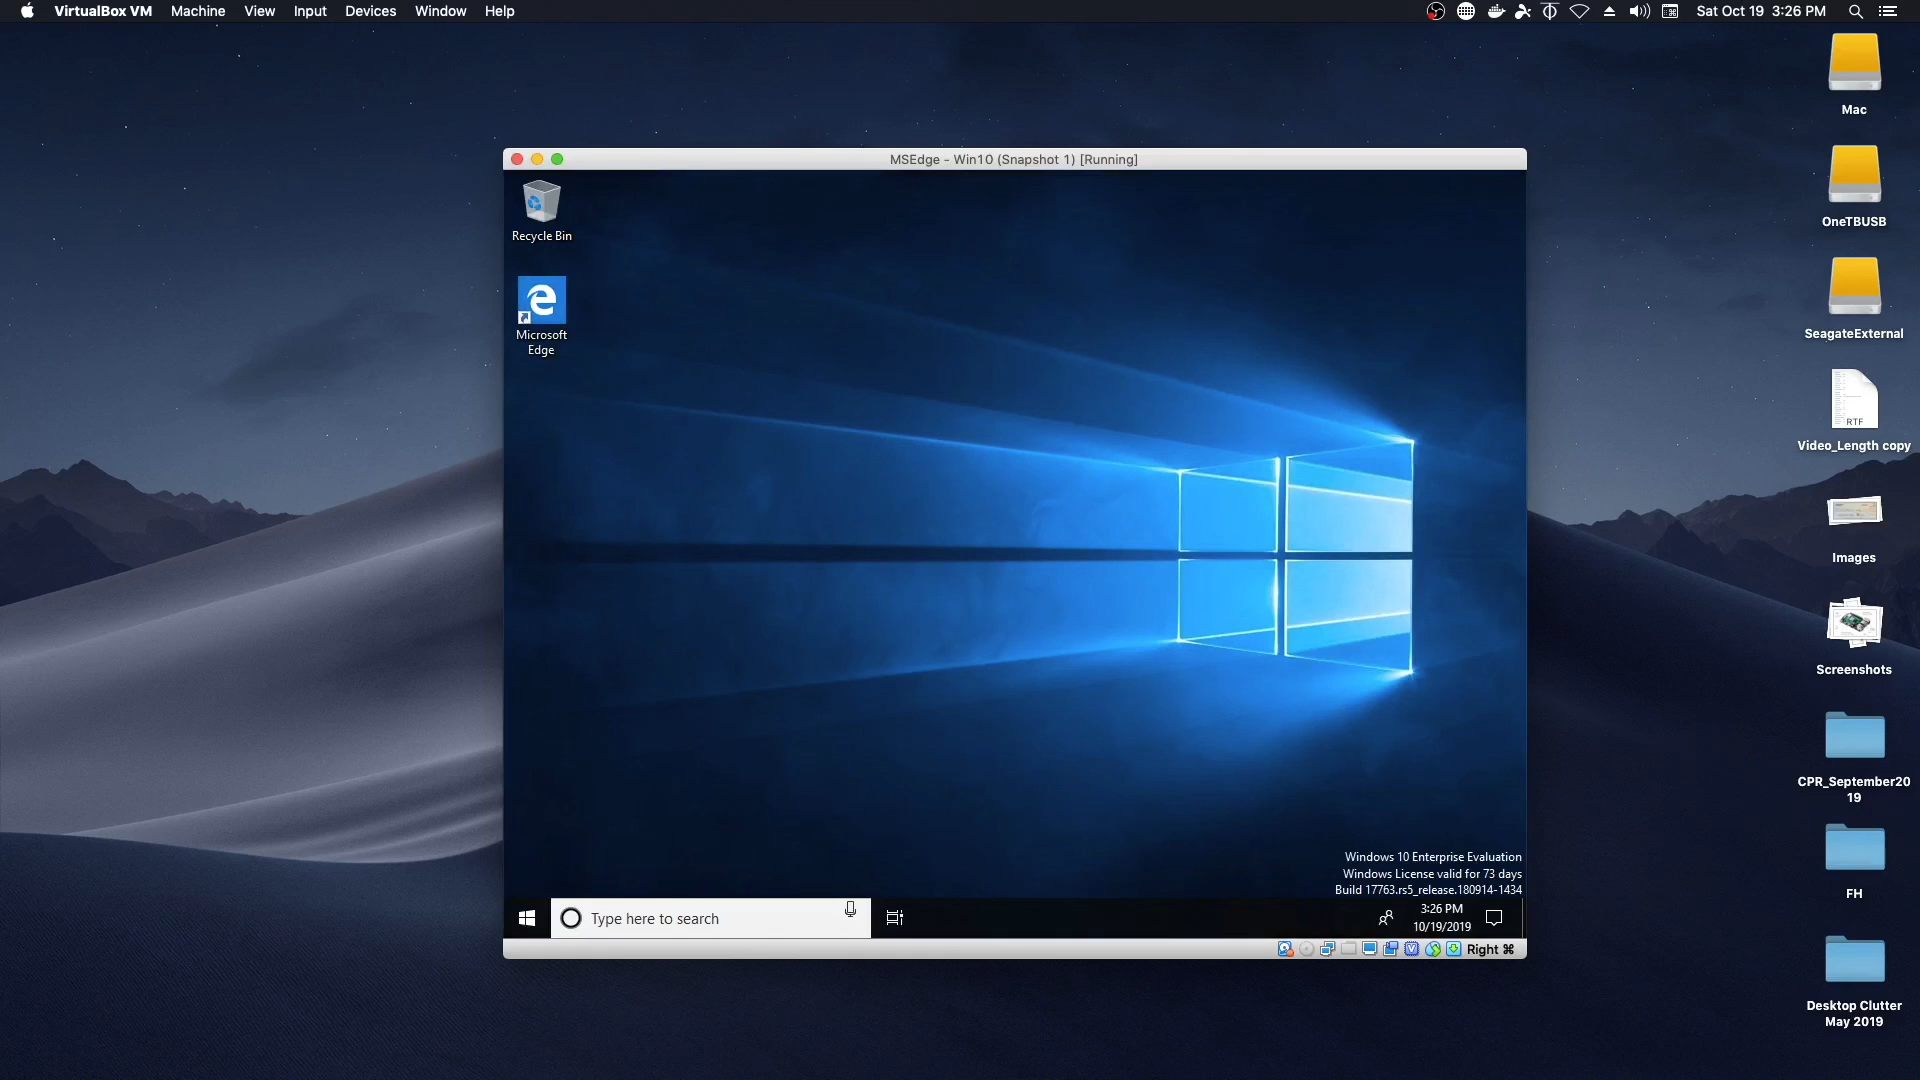 VirtualBox VM Machine View Input Devices Window Help
Sat Oct 19 3:26 PM
Mac
OneTBUSB
SeagateExternal
RTF
Video_Length copy
Images
Screenshots
CPR_September20
19
FH
Desktop Clutter
May 2019
MSEdge - Win10 (Snapshot 1) [Running]
Recycle Bin
Microsoft
Edge
Windows 10 Enterprise Evaluation
Windows License valid for 73 days
Build 17763.rs5_release.180914-1434
Type here to search
3:26 PM
10/19/2019
Right ⌘